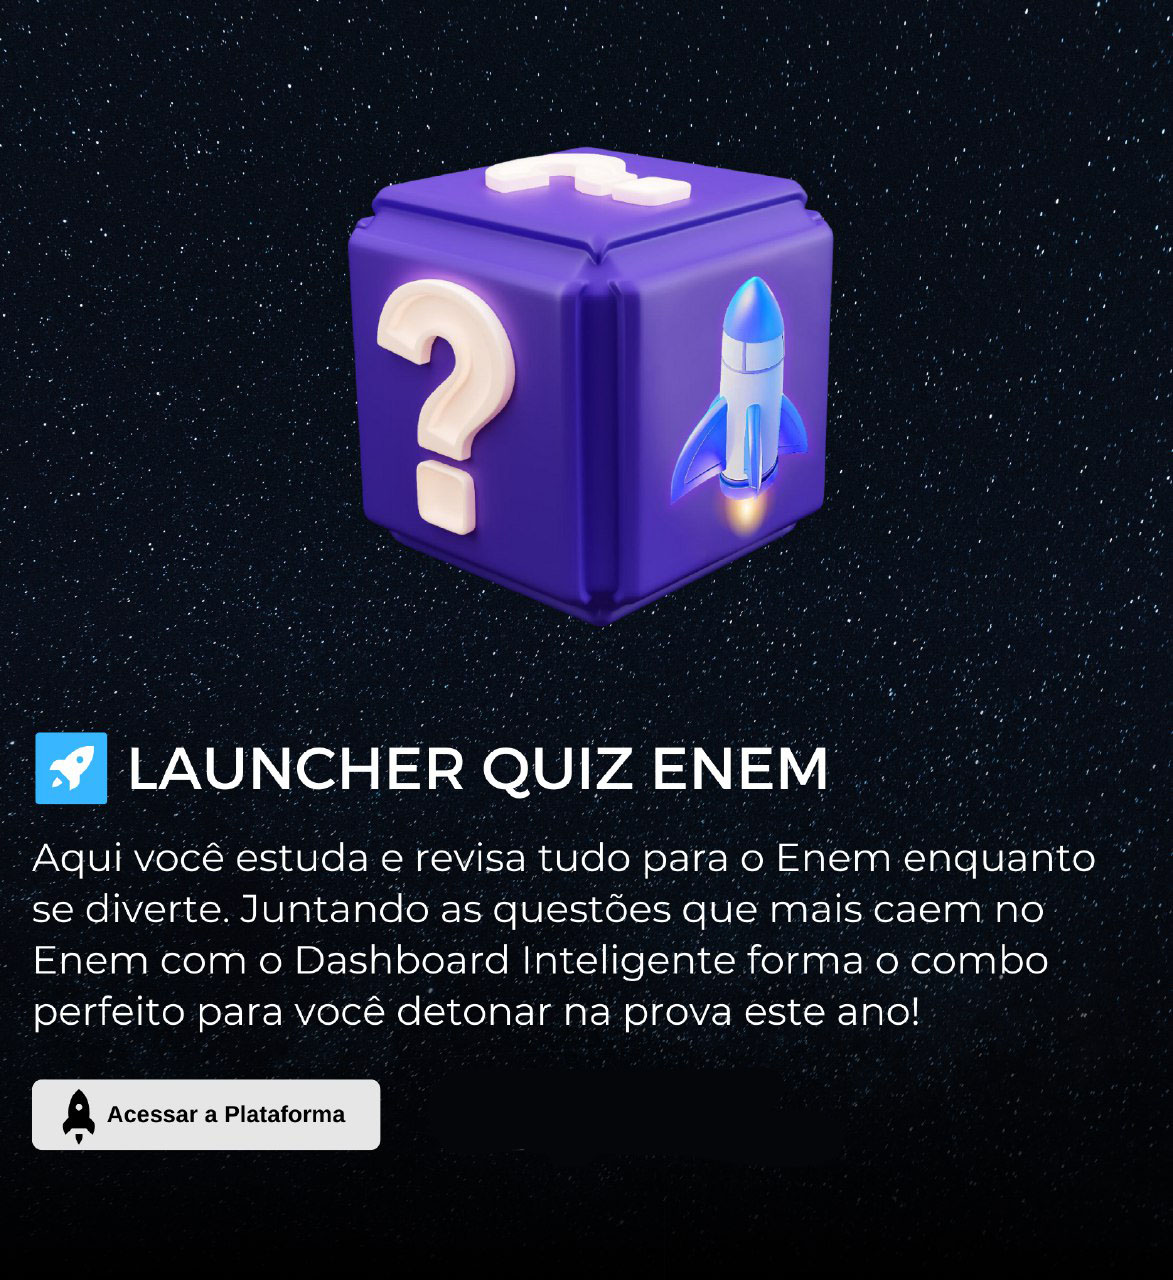 ?
?
LAUNCHER QUIZ ENEM
Aqui você estuda e revisa tudo para o Enem enquanto
se diverte. Juntando as questões que mais caem no
Enem com o Dashboard Inteligente forma o combo
perfeito para você detonar na prova este ano!
Acessar a Plataforma